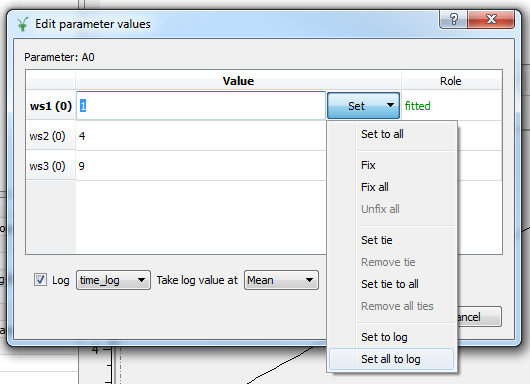 Edit parameter values
Parameter: A0
Value Role
ws1 (0) 1 Set fitted
ws2 (0) 4
ws3 (0) 9
Set to all
Fix
Fix all
Unfix all
Set tie
Remove tie
Set tie to all
Remove all ties
Set to log
Set all to log
Log time_log Take log value at Mean
4